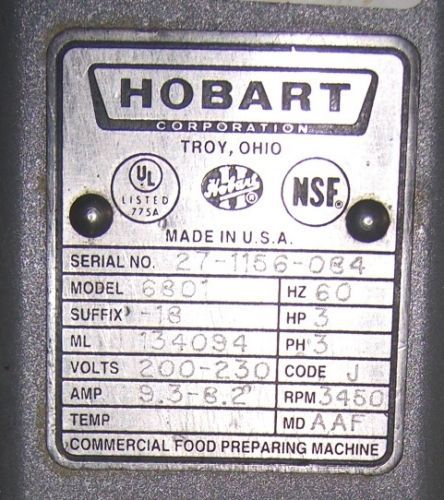 HOBART
CORPORATION
TROY, OHIO
UL
LISTED
775A
Hobart
NSF
MADE IN U.S.A.
SERIAL NO. 27-1156-084
MODEL 6801 HZ 60
SUFFIX -18 HP 3
ML 134094 PH 3
VOLTS 200-230 CODE J
AMP 9.3-8.2 RPM 3450
TEMP MD AAF
COMMERCIAL FOOD PREPARING MACHINE